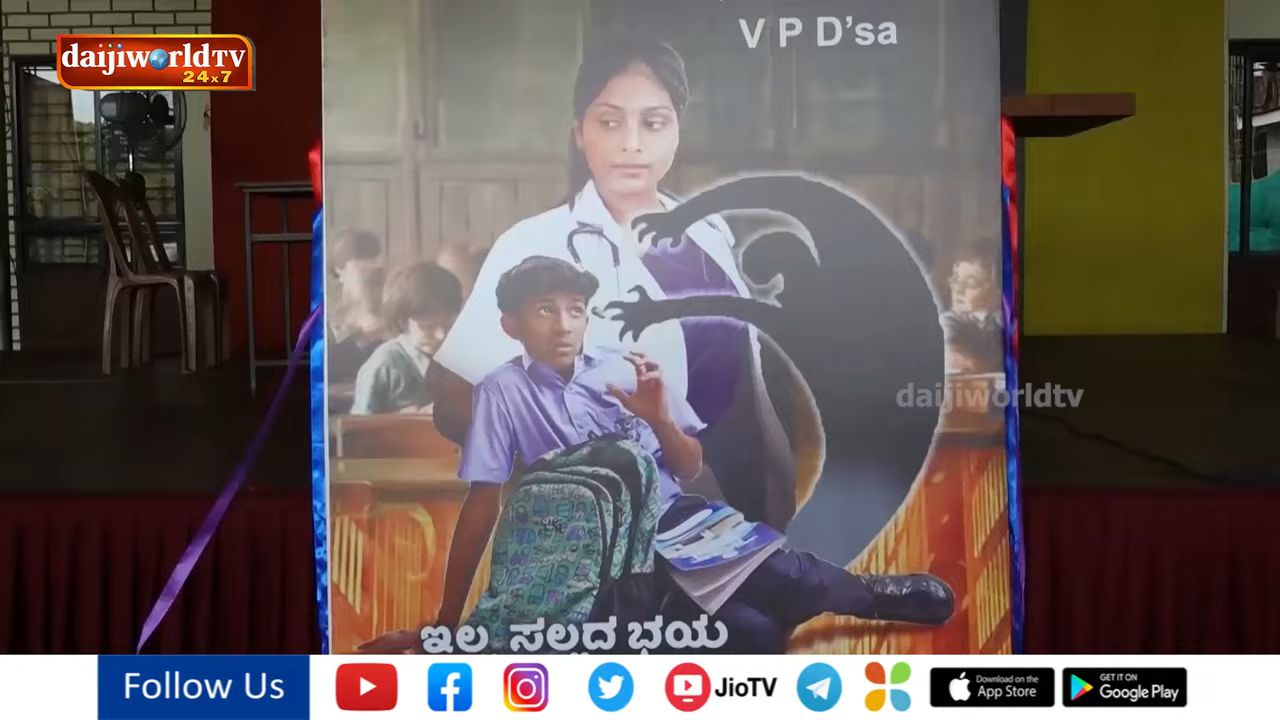 daijiworldTV
24x7
V P D'sa
daijiworldtv
ಇಲ್ಲ ಸಲ್ಲದ ಭಯ
Follow Us
JioTV
Download on the
App Store
GET IT ON
Google Play